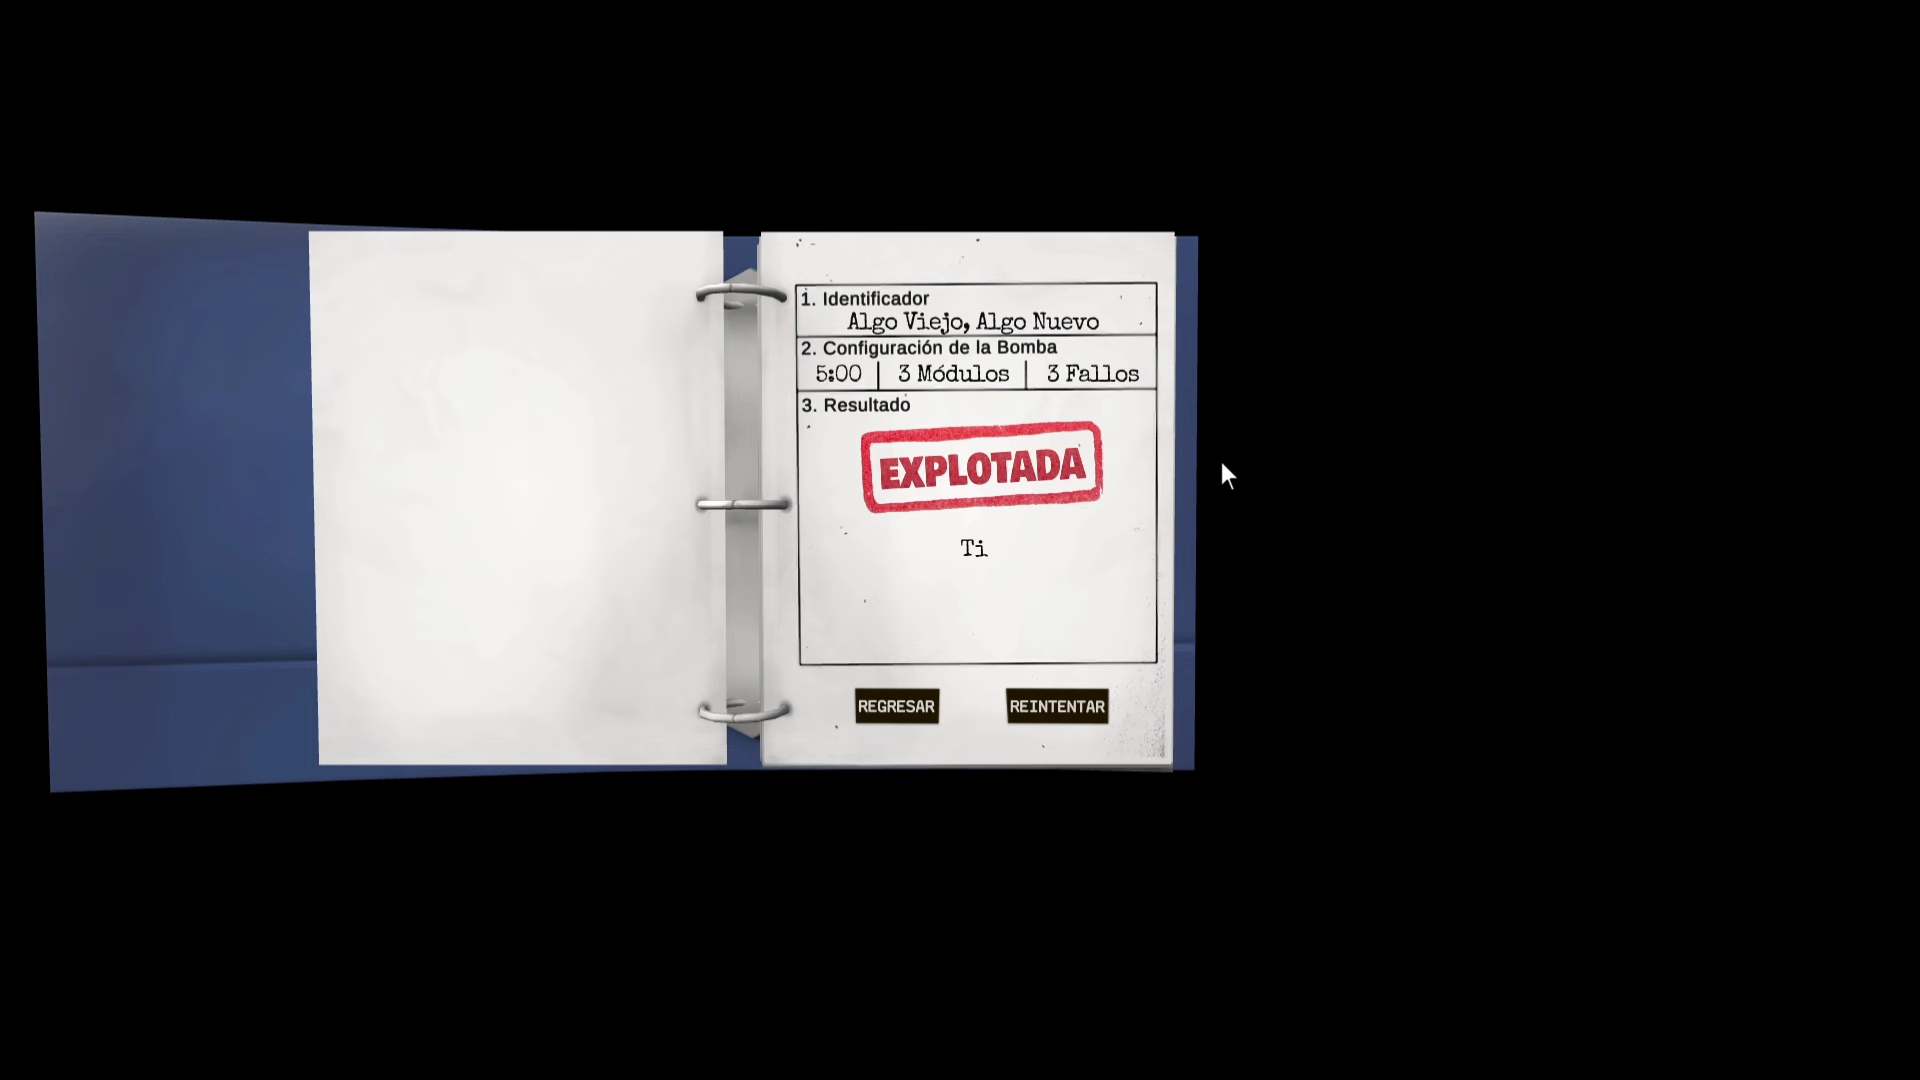 1. Identificador
Algo Viejo, Algo Nuevo
2. Configuración de la Bomba
5:00 3 Módulos 3 Fallos
3. Resultado
EXPLOTADA
Ti
REGRESAR REINTENTAR